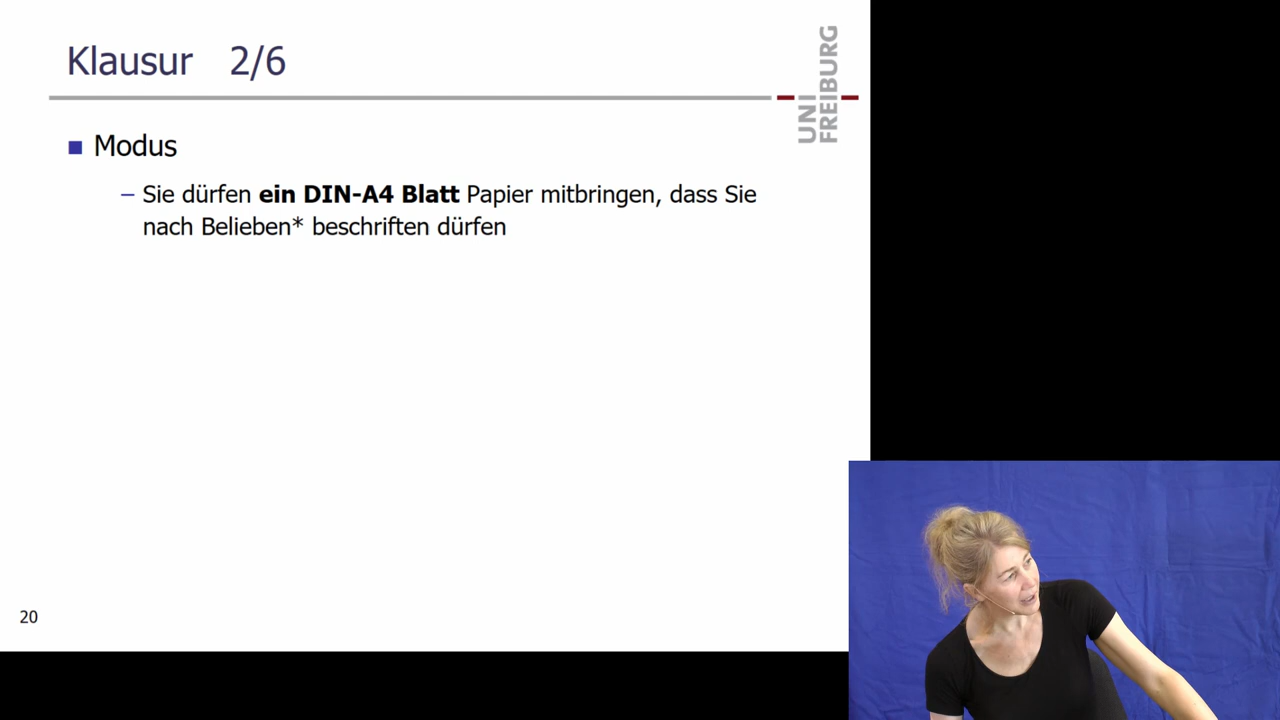 Klausur 2/6
UNI
FREIBURG
■ Modus
– Sie dürfen ein DIN-A4 Blatt Papier mitbringen, dass Sie
nach Belieben* beschriften dürfen
20